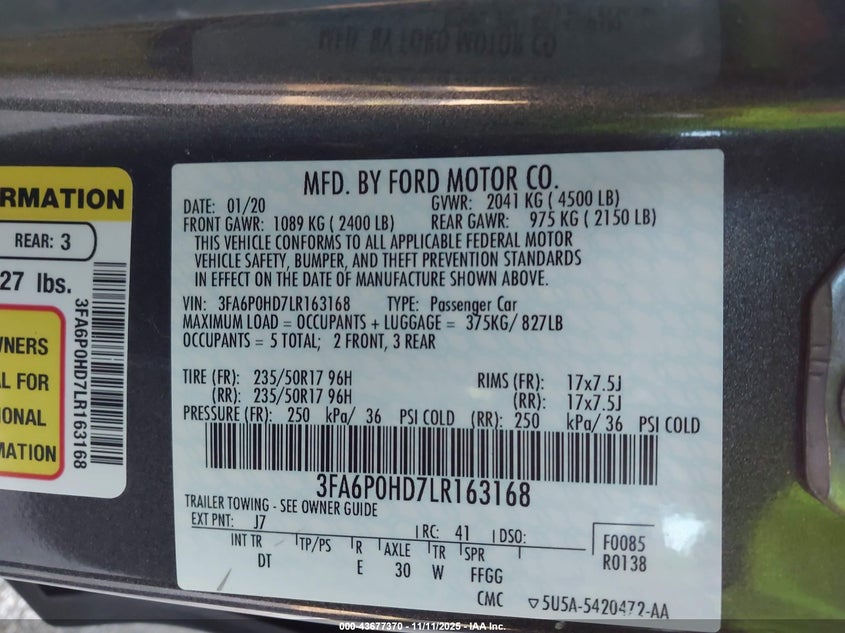 MFD. BY FORD MOTOR CO.
RMATION
REAR: 3
27 lbs.
3FA6P0HD7LR163168
WNERS
L FOR
IONAL
MATION
MFD. BY FORD MOTOR CO.
DATE: 01/20 GVWR: 2041 KG ( 4500 LB)
FRONT GAWR: 1089 KG ( 2400 LB) REAR GAWR: 975 KG ( 2150 LB)
THIS VEHICLE CONFORMS TO ALL APPLICABLE FEDERAL MOTOR
VEHICLE SAFETY, BUMPER, AND THEFT PREVENTION STANDARDS
IN EFFECT ON THE DATE OF MANUFACTURE SHOWN ABOVE.
VIN: 3FA6P0HD7LR163168 TYPE: Passenger Car
MAXIMUM LOAD = OCCUPANTS + LUGGAGE = 375KG/ 827LB
OCCUPANTS = 5 TOTAL; 2 FRONT, 3 REAR
TIRE (FR): 235/50R17 96H RIMS (FR): 17x7.5J
(RR): 235/50R17 96H (RR): 17x7.5J
PRESSURE (FR): 250 kPa/ 36 PSI COLD (RR): 250 kPa/ 36 PSI COLD
3FA6P0HD7LR163168
TRAILER TOWING - SEE OWNER GUIDE
EXT PNT: J7 RC: 41 DSO:
INT TR TP/PS R AXLE TR SPR F0085
DT E 30 W FFGG R0138
CMC ▽5U5A-5420472-AA
000-43677370 - 11/11/2025 - IAA Inc.